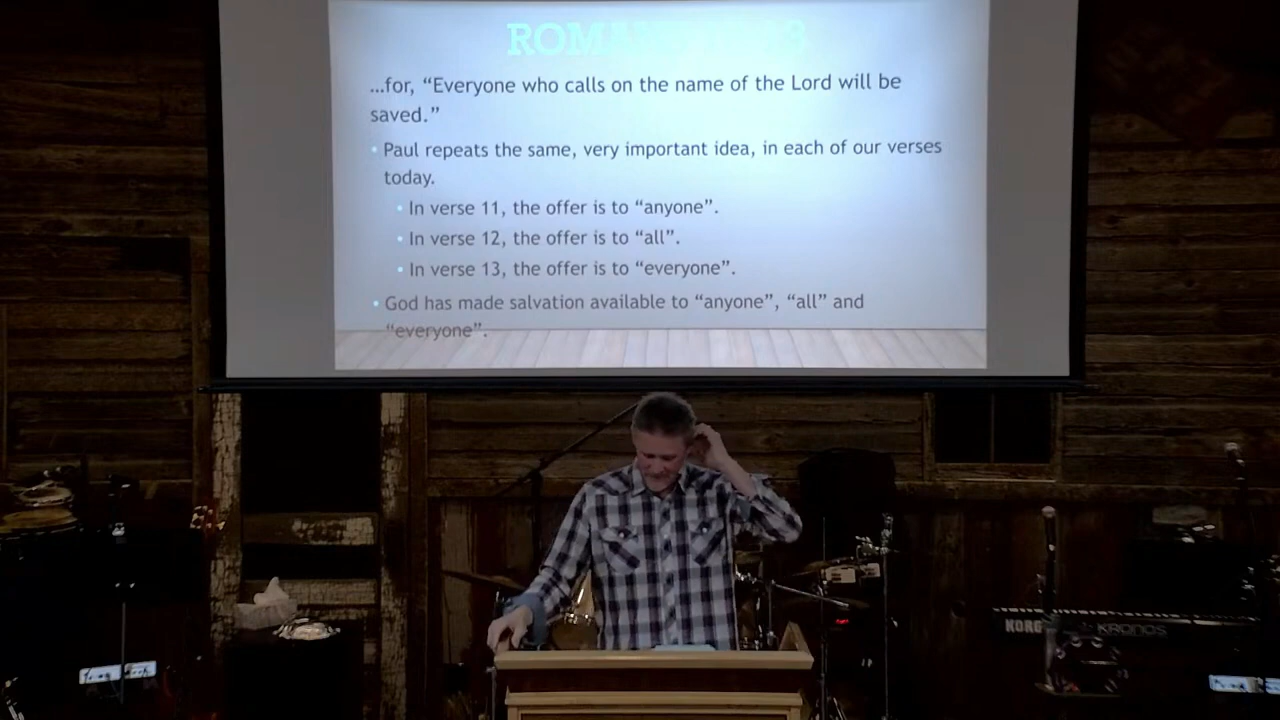 …for, “Everyone who calls on the name of the Lord will be
saved.”
• Paul repeats the same, very important idea, in each of our verses
today.
• In verse 11, the offer is to “anyone”.
• In verse 12, the offer is to “all”.
• In verse 13, the offer is to “everyone”.
• God has made salvation available to “anyone”, “all” and
“everyone”.
KORG KRONOS